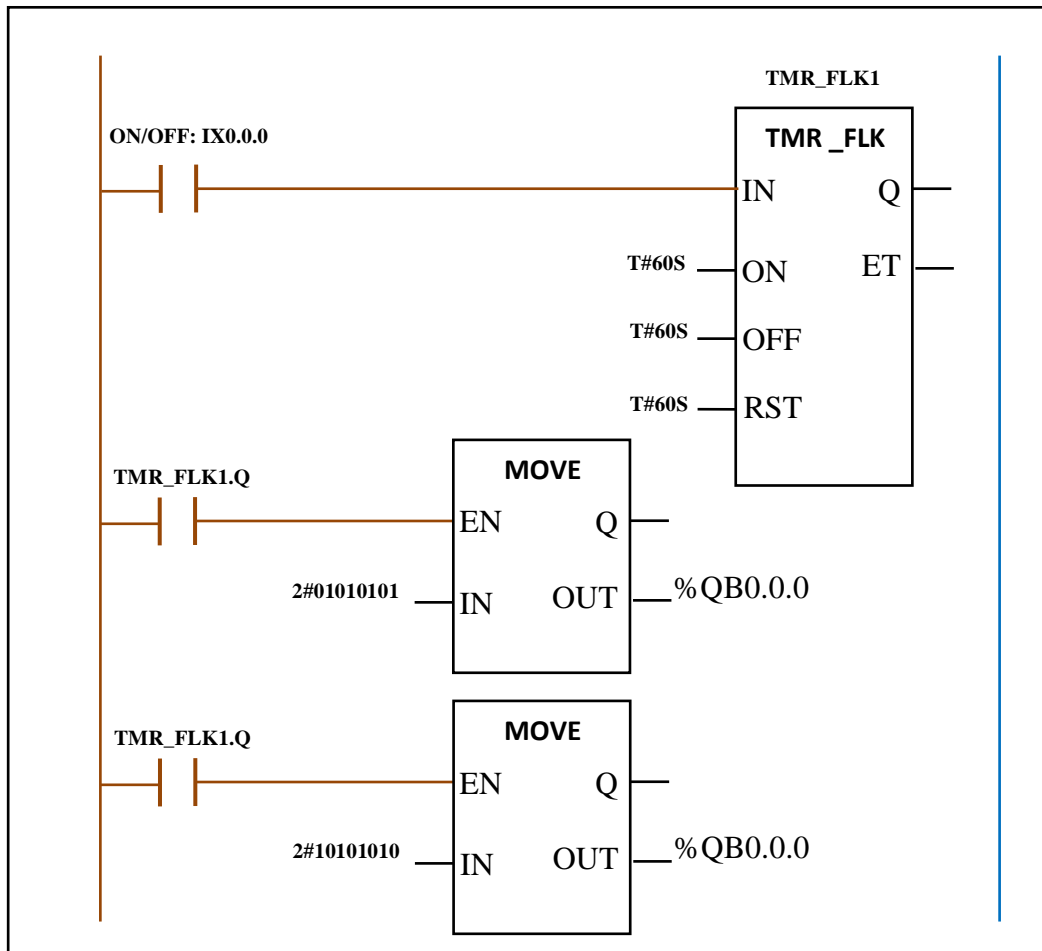 TMR_FLK1
TMR _FLK
ON/OFF: IX0.0.0
IN Q
T#60S ON ET
T#60S OFF
T#60S RST
MOVE
TMR_FLK1.Q
EN Q
2#01010101 IN OUT %QB0.0.0
MOVE
TMR_FLK1.Q
EN Q
2#10101010 IN OUT %QB0.0.0